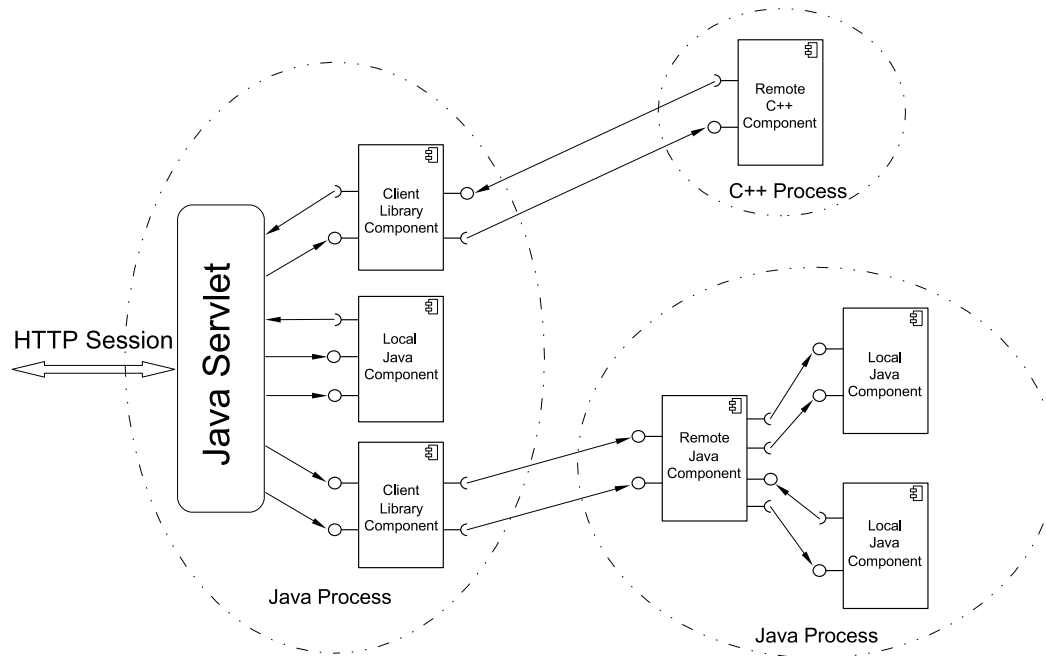 HTTP Session
Java Servlet
Client
Library
Component
Local
Java
Component
Client
Library
Component
Java Process
Remote
C++
Component
C++ Process
Remote
Java
Component
Local
Java
Component
Local
Java
Component
Java Process